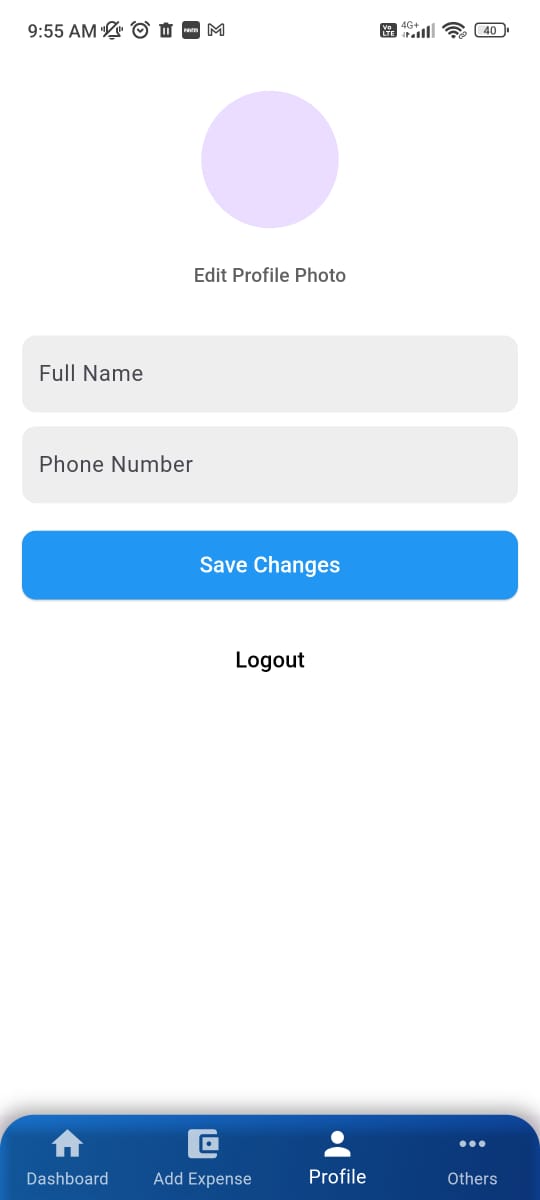 9:55 AM
Vo LTE 4G+ 40
Edit Profile Photo
Full Name
Phone Number
Save Changes
Logout
Dashboard Add Expense Profile Others